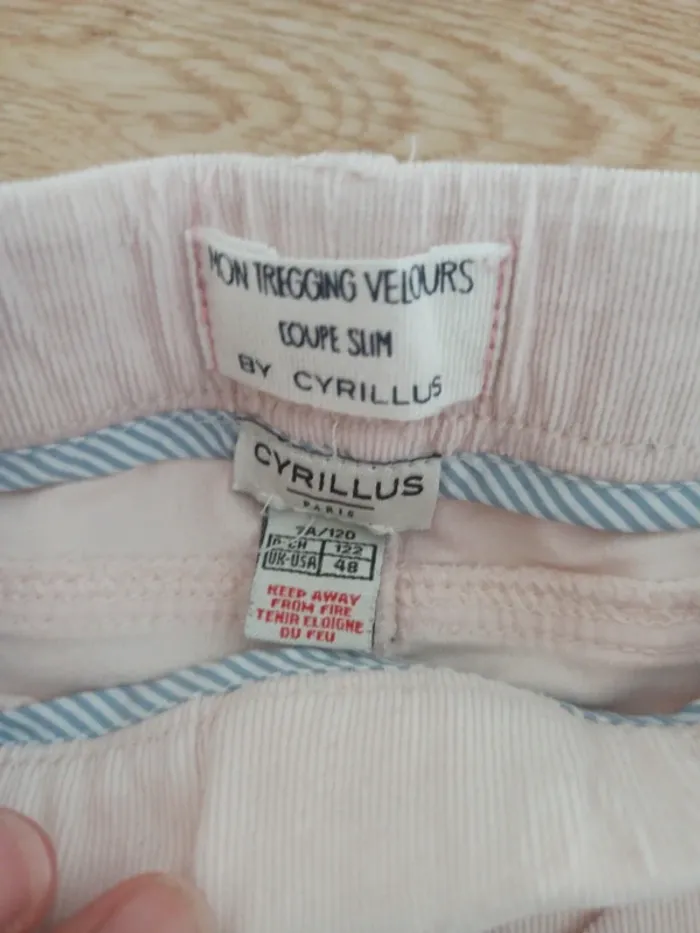 MON TREGGING VELOURS
COUPE SLIM
BY CYRILLUS
CYRILLUS
PARIS
7A/120
D-CH 122
UK-USA 48
KEEP AWAY
FROM FIRE
TENIR ELOIGNE
DU FEU